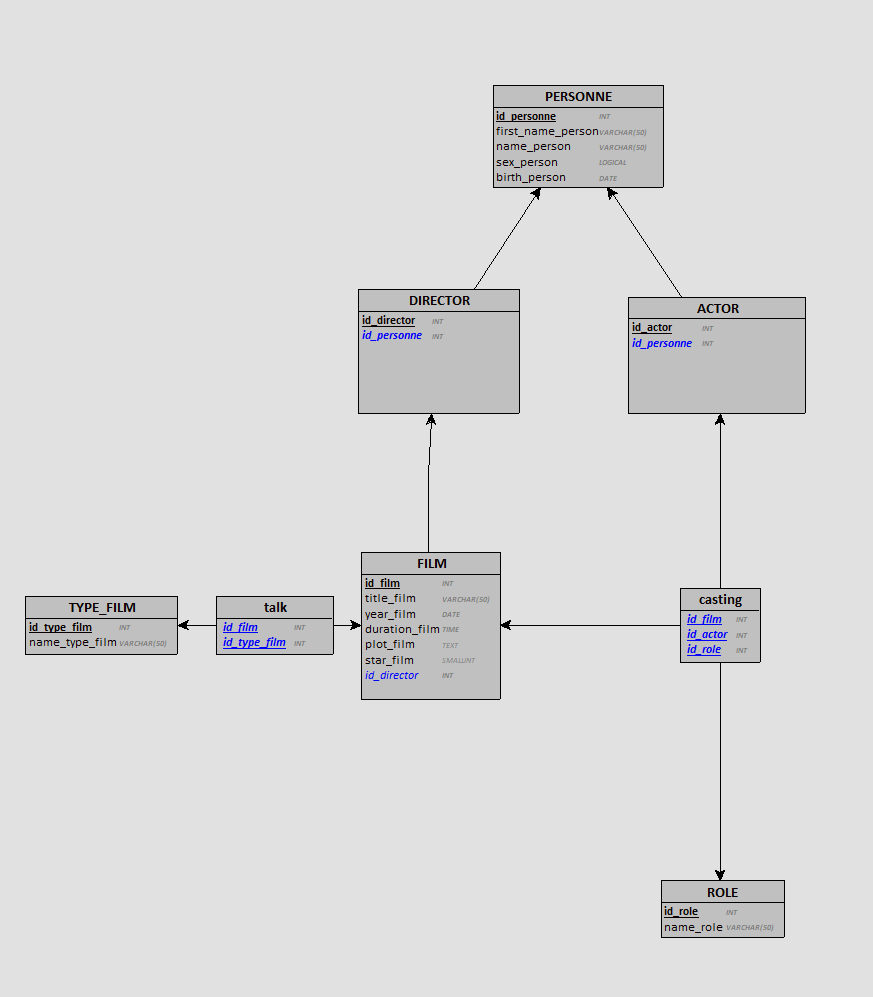 PERSONNE
id_personne INT
first_name_person VARCHAR(50)
name_person VARCHAR(50)
sex_person LOGICAL
birth_person DATE
DIRECTOR
id_director INT
id_personne INT
ACTOR
id_actor INT
id_personne INT
TYPE_FILM
id_type_film INT
name_type_film VARCHAR(50)
talk
id_film INT
id_type_film INT
FILM
id_film INT
title_film VARCHAR(50)
year_film DATE
duration_film TIME
plot_film TEXT
star_film SMALLINT
id_director INT
casting
id_film INT
id_actor INT
id_role INT
ROLE
id_role INT
name_role VARCHAR(50)